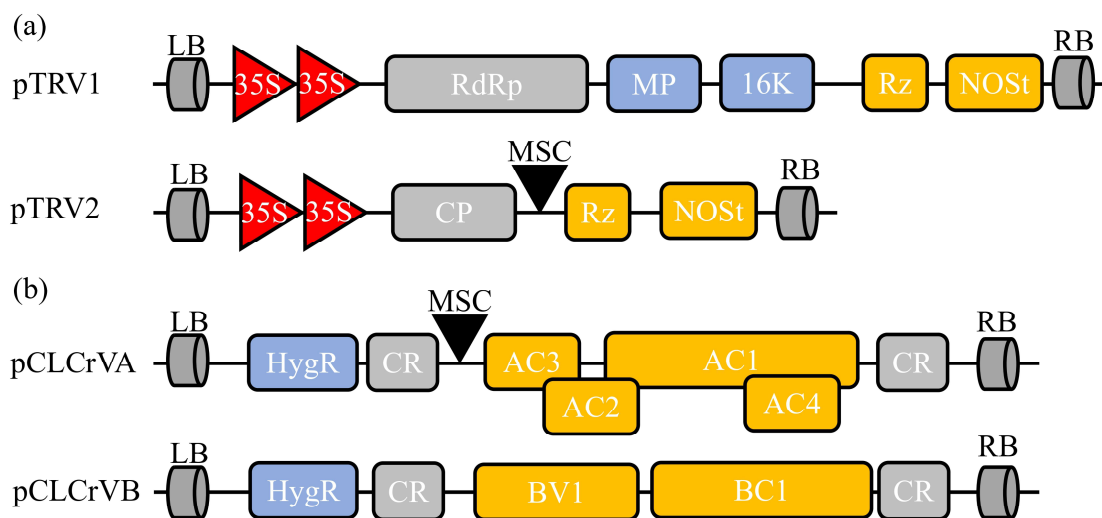 (a)
LB RB
pTRV1 35S 35S RdRp MP 16K Rz NOSt
LB MSC RB
pTRV2 35S 35S CP Rz NOSt
(b)
LB MSC RB
pCLCrVA HygR CR AC3 AC1 CR
AC2 AC4
LB RB
pCLCrVB HygR CR BV1 BC1 CR